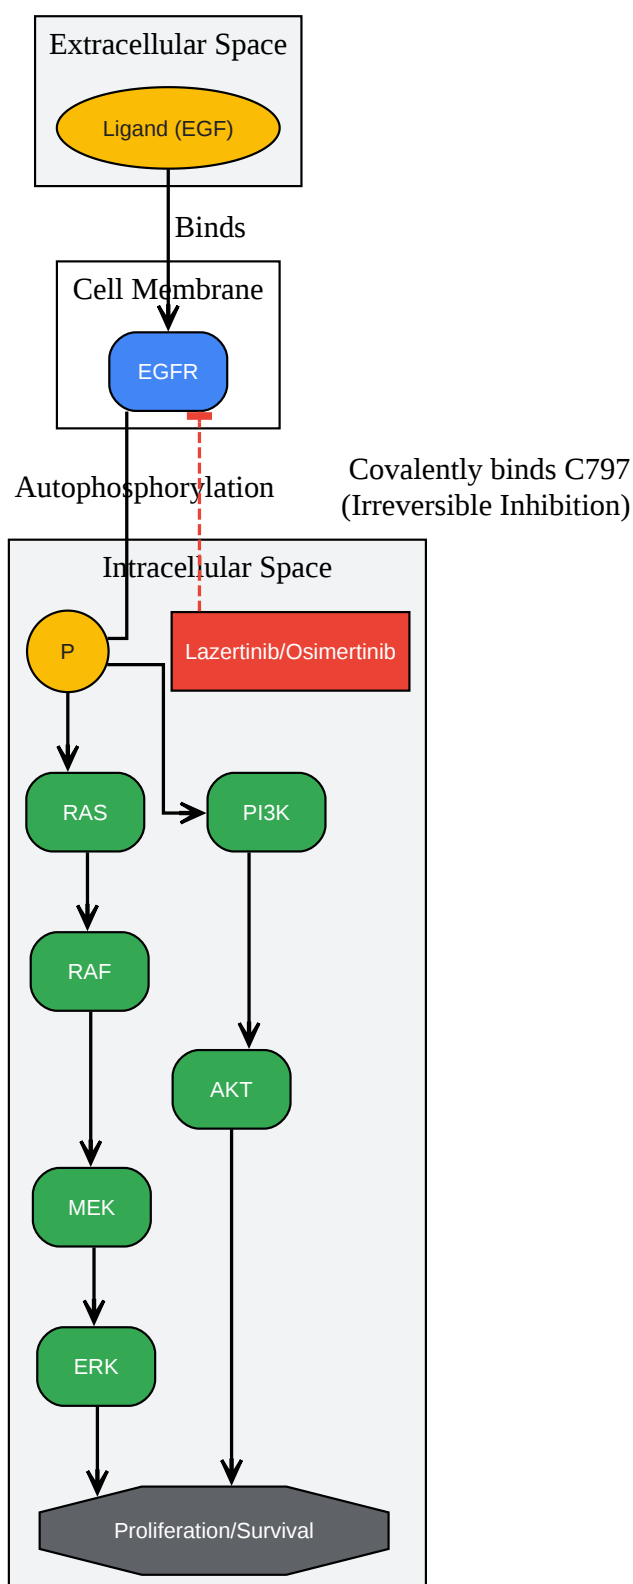 Extracellular Space
Ligand (EGF)
Binds
Cell Membrane
EGFR
Autophosphorylation
Covalently binds C797
(Irreversible Inhibition)
Intracellular Space
P
Lazertinib/Osimertinib
RAS
PI3K
RAF
AKT
MEK
ERK
Proliferation/Survival